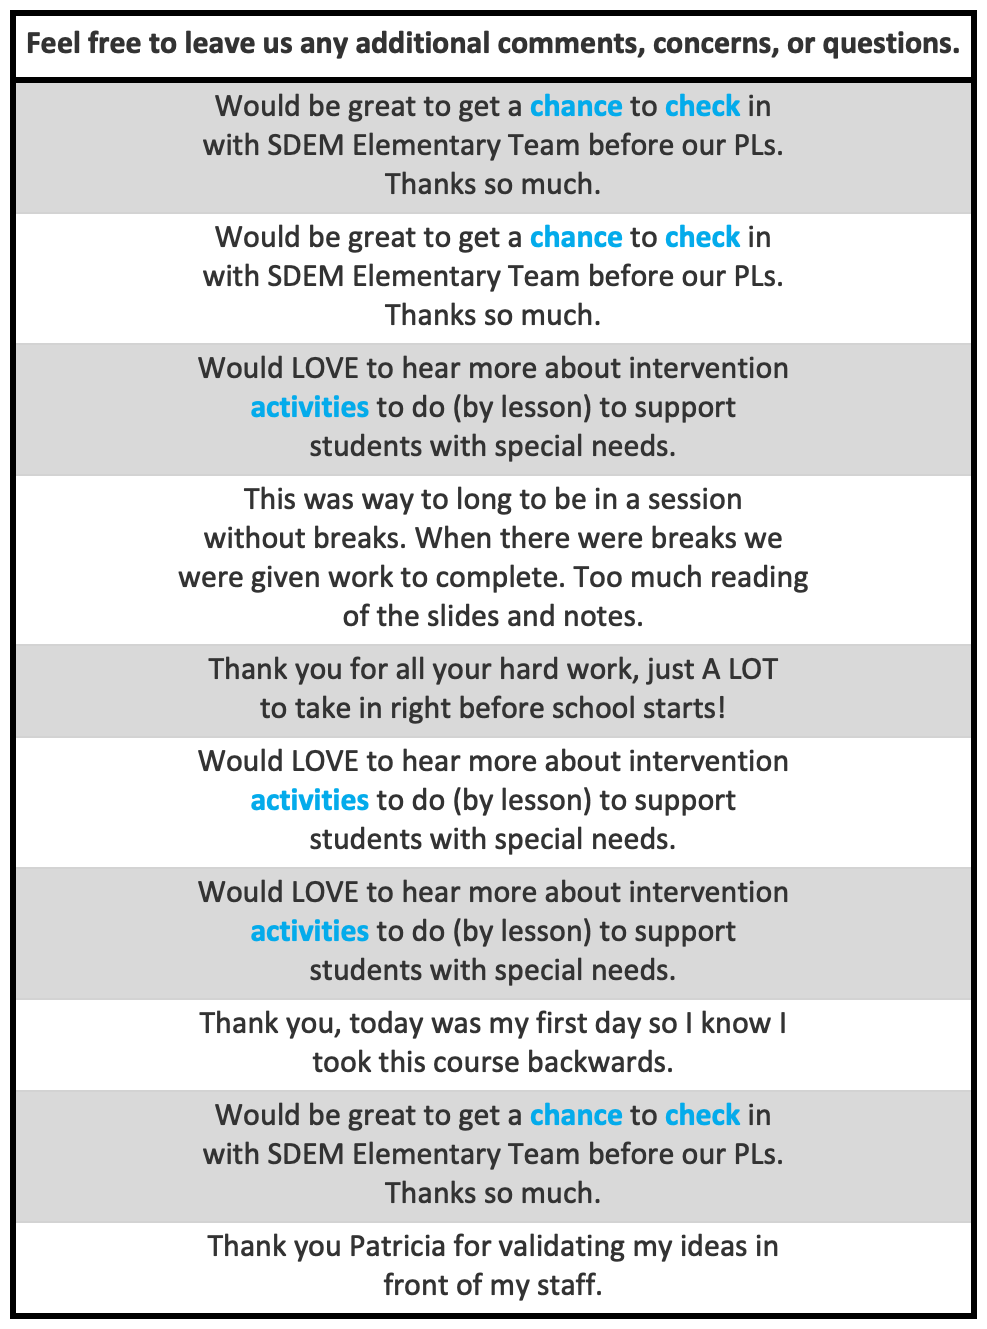 Feel free to leave us any additional comments, concerns, or questions.
Would be great to get a chance to check in
with SDEM Elementary Team before our PLs.
Thanks so much.
Would be great to get a chance to check in
with SDEM Elementary Team before our PLs.
Thanks so much.
Would LOVE to hear more about intervention
activities to do (by lesson) to support
students with special needs.
This was way to long to be in a session
without breaks. When there were breaks we
were given work to complete. Too much reading
of the slides and notes.
Thank you for all your hard work, just A LOT
to take in right before school starts!
Would LOVE to hear more about intervention
activities to do (by lesson) to support
students with special needs.
Would LOVE to hear more about intervention
activities to do (by lesson) to support
students with special needs.
Thank you, today was my first day so I know I
took this course backwards.
Would be great to get a chance to check in
with SDEM Elementary Team before our PLs.
Thanks so much.
Thank you Patricia for validating my ideas in
front of my staff.